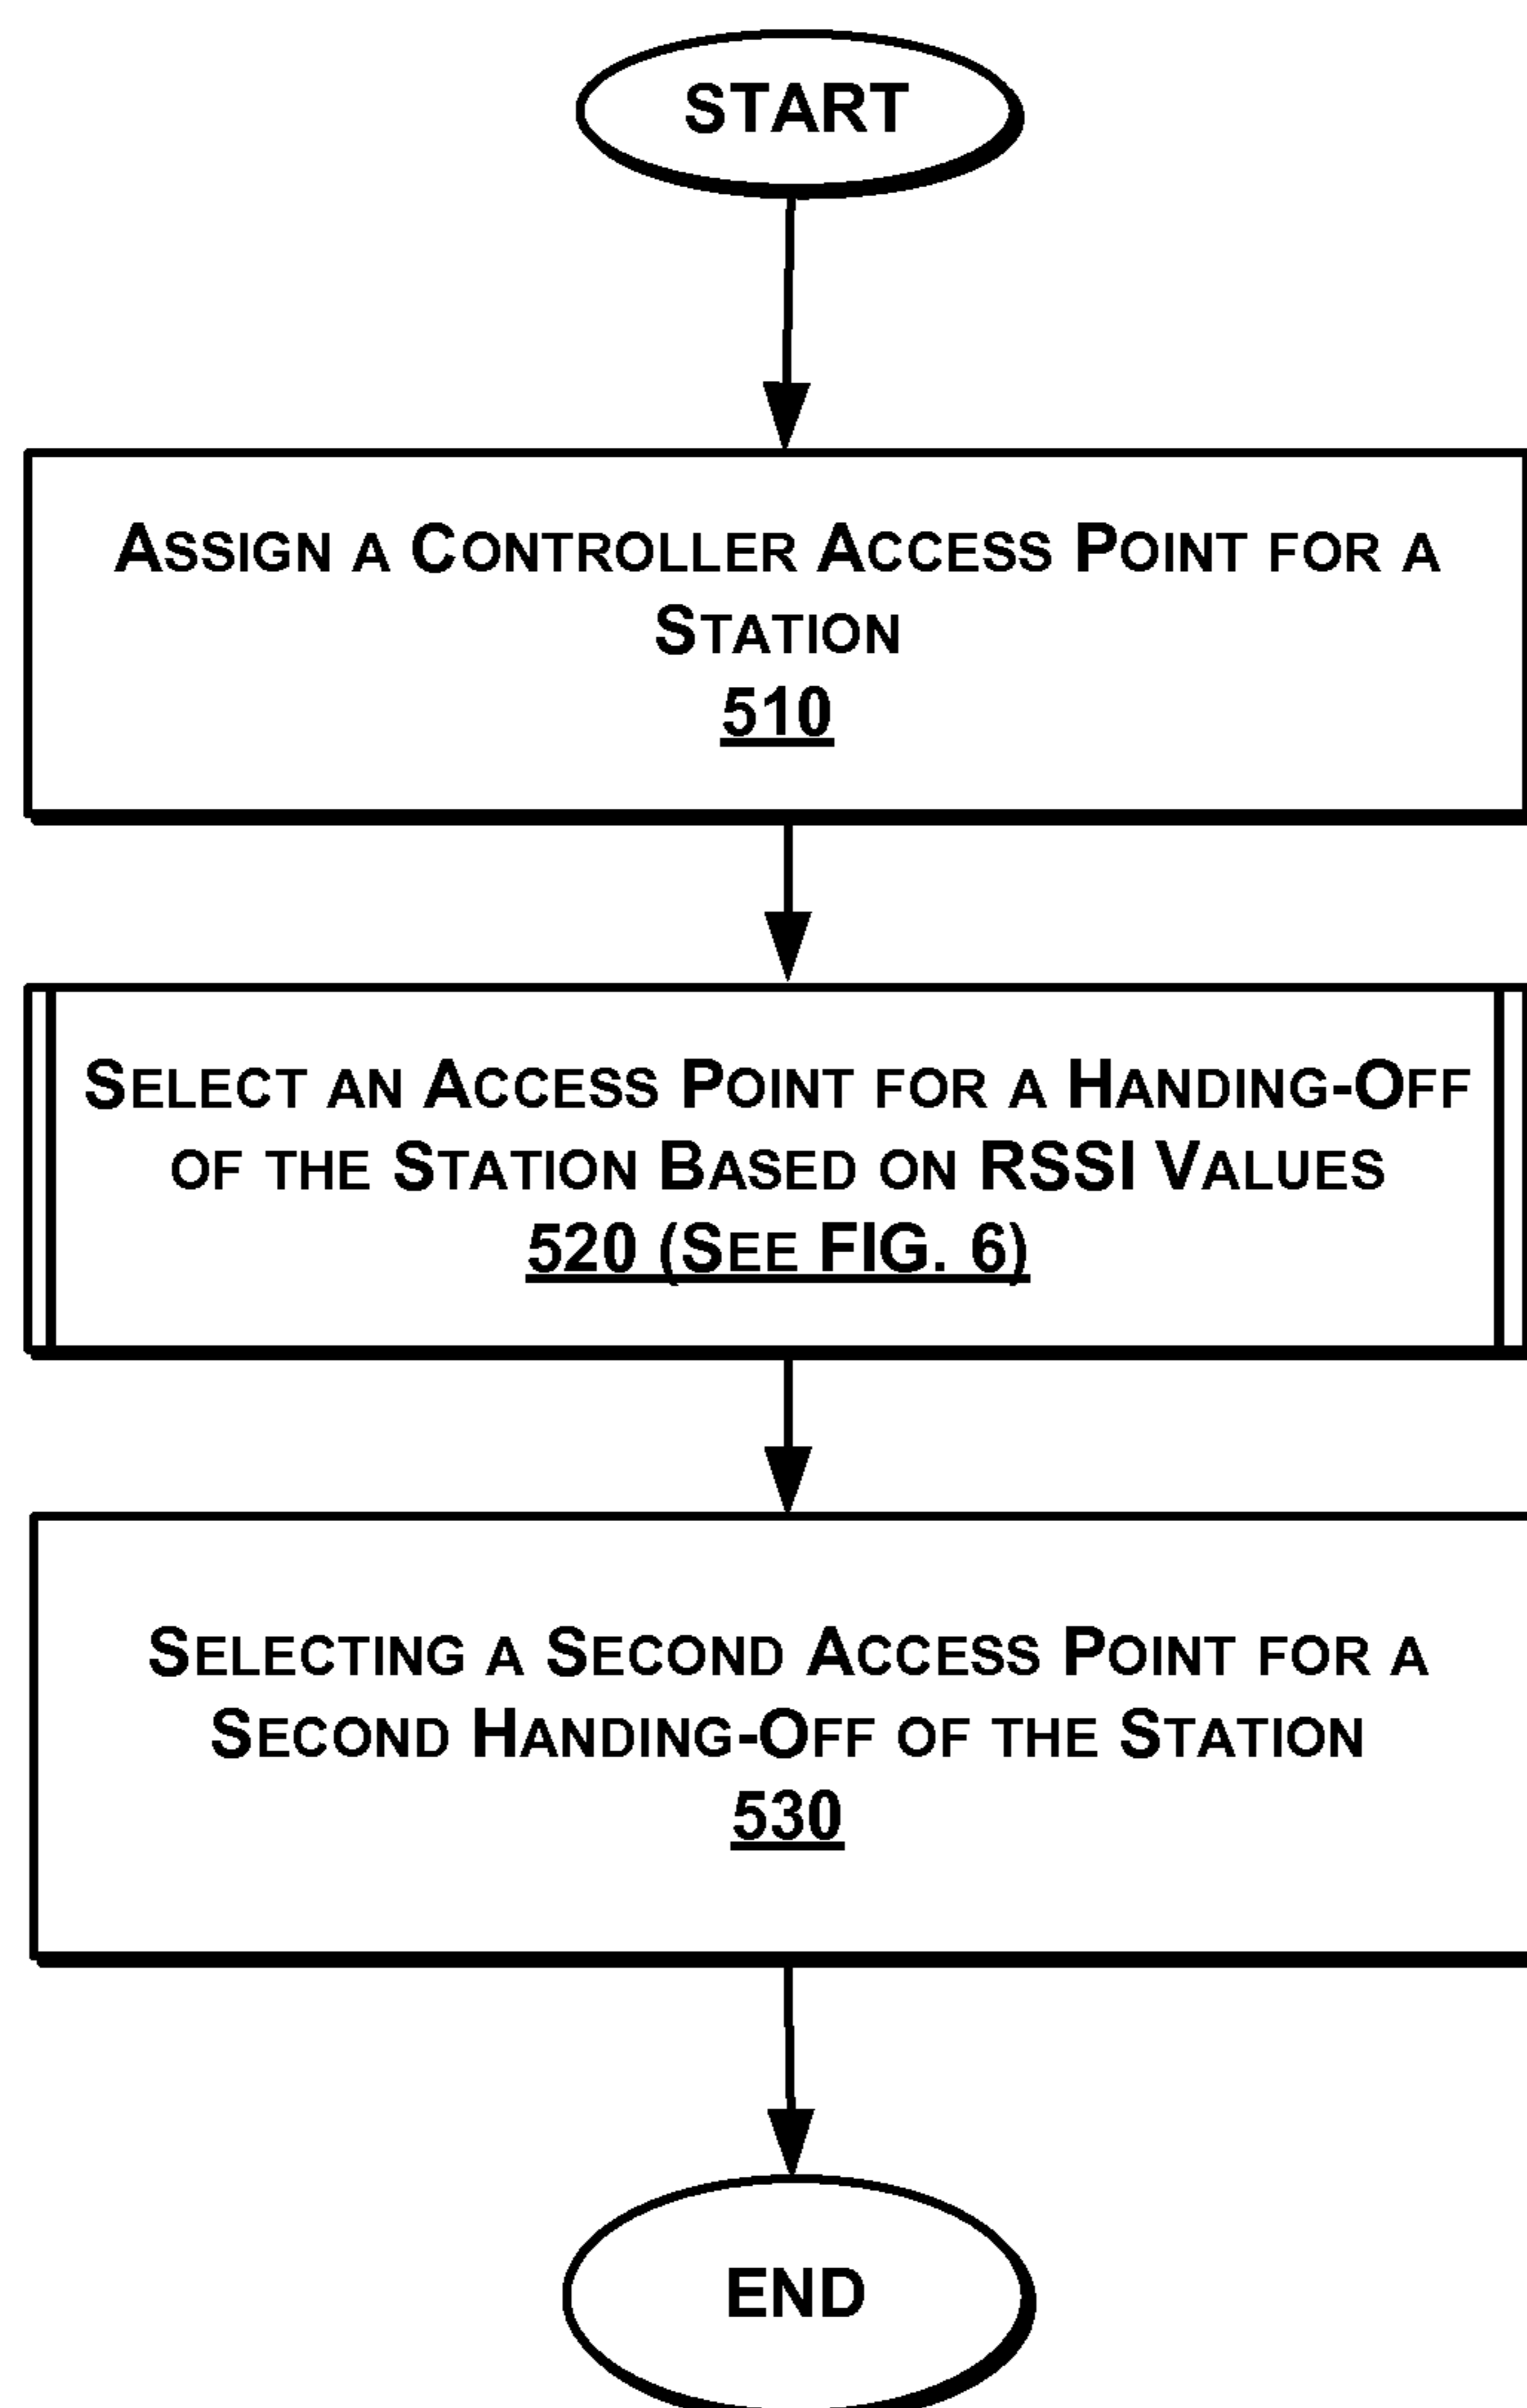 START
ASSIGN A CONTROLLER ACCESS POINT FOR A
STATION
510
SELECT AN ACCESS POINT FOR A HANDING-OFF
OF THE STATION BASED ON RSSI VALUES
520 (SEE FIG. 6)
SELECTING A SECOND ACCESS POINT FOR A
SECOND HANDING-OFF OF THE STATION
530
END